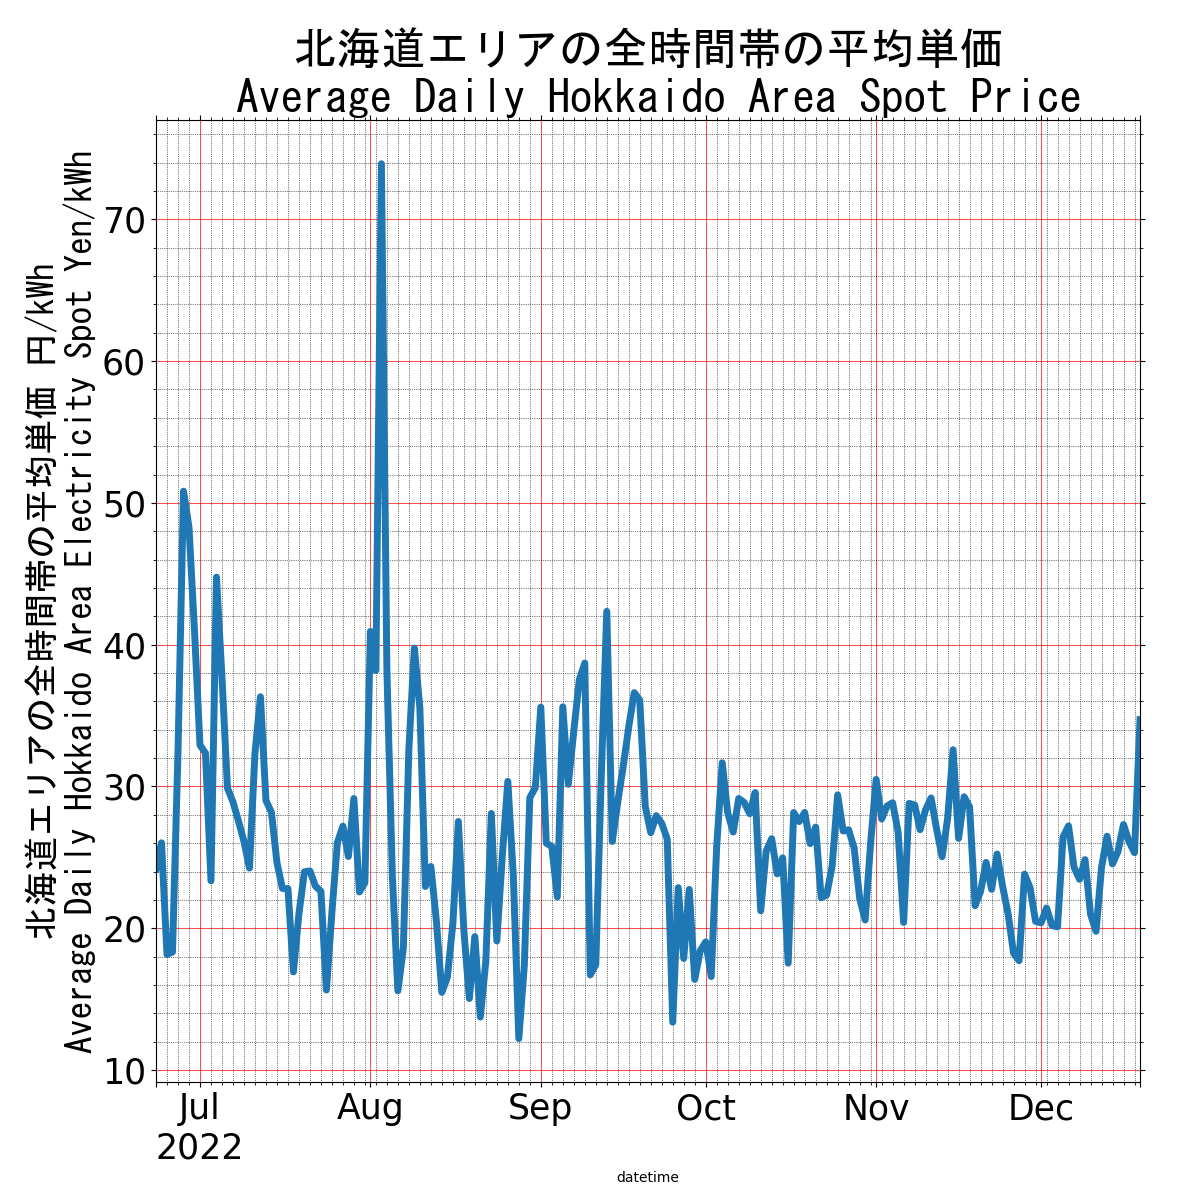 北海道エリアの全時間帯の平均単価
Average Daily Hokkaido Area Spot Price
北海道エリアの全時間帯の平均単価 円/kWh
Average Daily Hokkaido Area Electricity Spot Yen/kWh
70
60
50
40
30
20
10
Jul Aug Sep Oct Nov Dec
2022
datetime